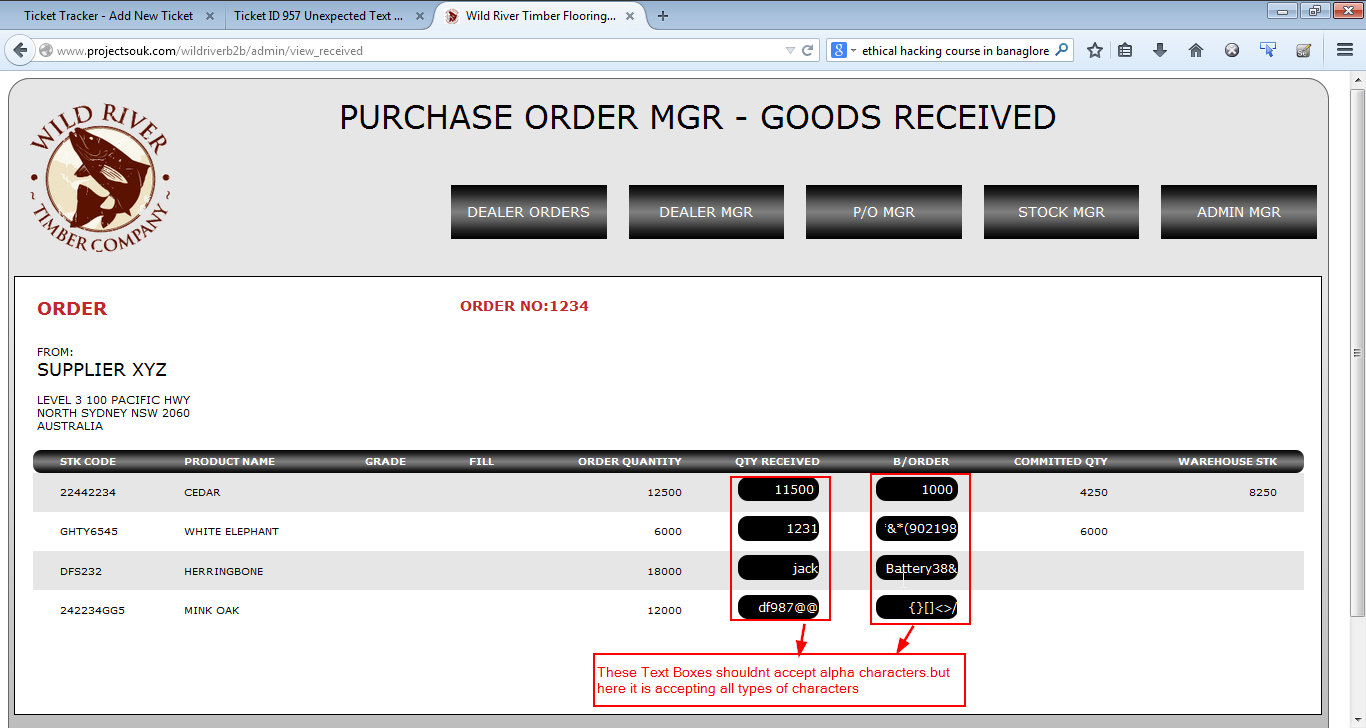 Ticket Tracker - Add New Ticket
Ticket ID 957 Unexpected Text ...
Wild River Timber Flooring...
www.projectsouk.com/wildriverb2b/admin/view_received
8
ethical hacking course in banaglore
WILD RIVER
TIMBER COMPANY
PURCHASE ORDER MGR - GOODS RECEIVED
DEALER ORDERS DEALER MGR P/O MGR STOCK MGR ADMIN MGR
ORDER ORDER NO:1234
FROM:
SUPPLIER XYZ
LEVEL 3 100 PACIFIC HWY
NORTH SYDNEY NSW 2060
AUSTRALIA
STK CODE PRODUCT NAME GRADE FILL ORDER QUANTITY QTY RECEIVED B/ORDER COMMITTED QTY WAREHOUSE STK
22442234 CEDAR 12500 11500 1000 4250 8250
GHTY6545 WHITE ELEPHANT 6000 1231 &*(902198 6000
DFS232 HERRINGBONE 18000 jack Battery38&
242234GG5 MINK OAK 12000 df987@@ {}[]<>/
These Text Boxes shouldnt accept alpha characters.but
here it is accepting all types of characters